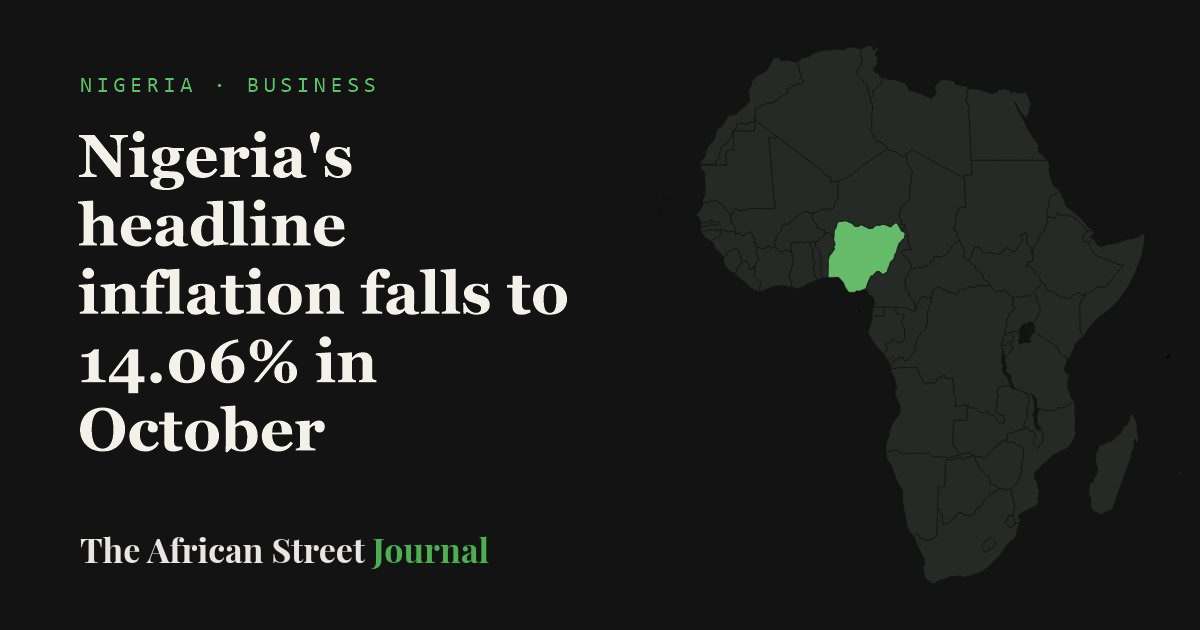 NIGERIA · BUSINESS
Nigeria's
headline
inflation falls to
14.06% in
October
The African Street Journal